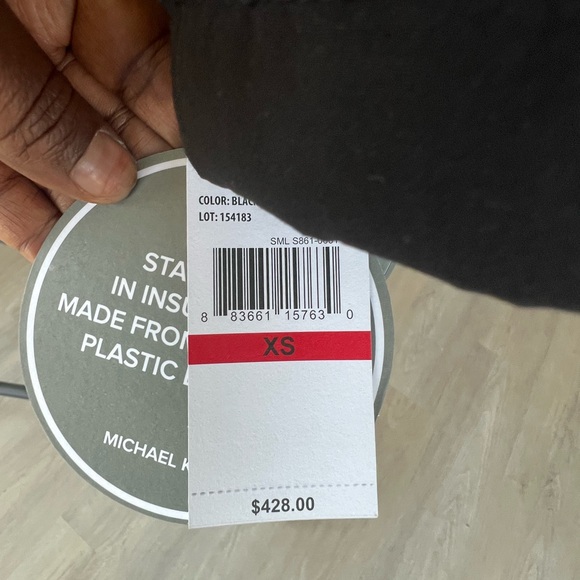 COLOR: BLAC
LOT: 154183
SML S861-0001
8 83661 15763 0
XS
$428.00
STA
IN INSU
MADE FROM
PLASTIC
MICHAEL K